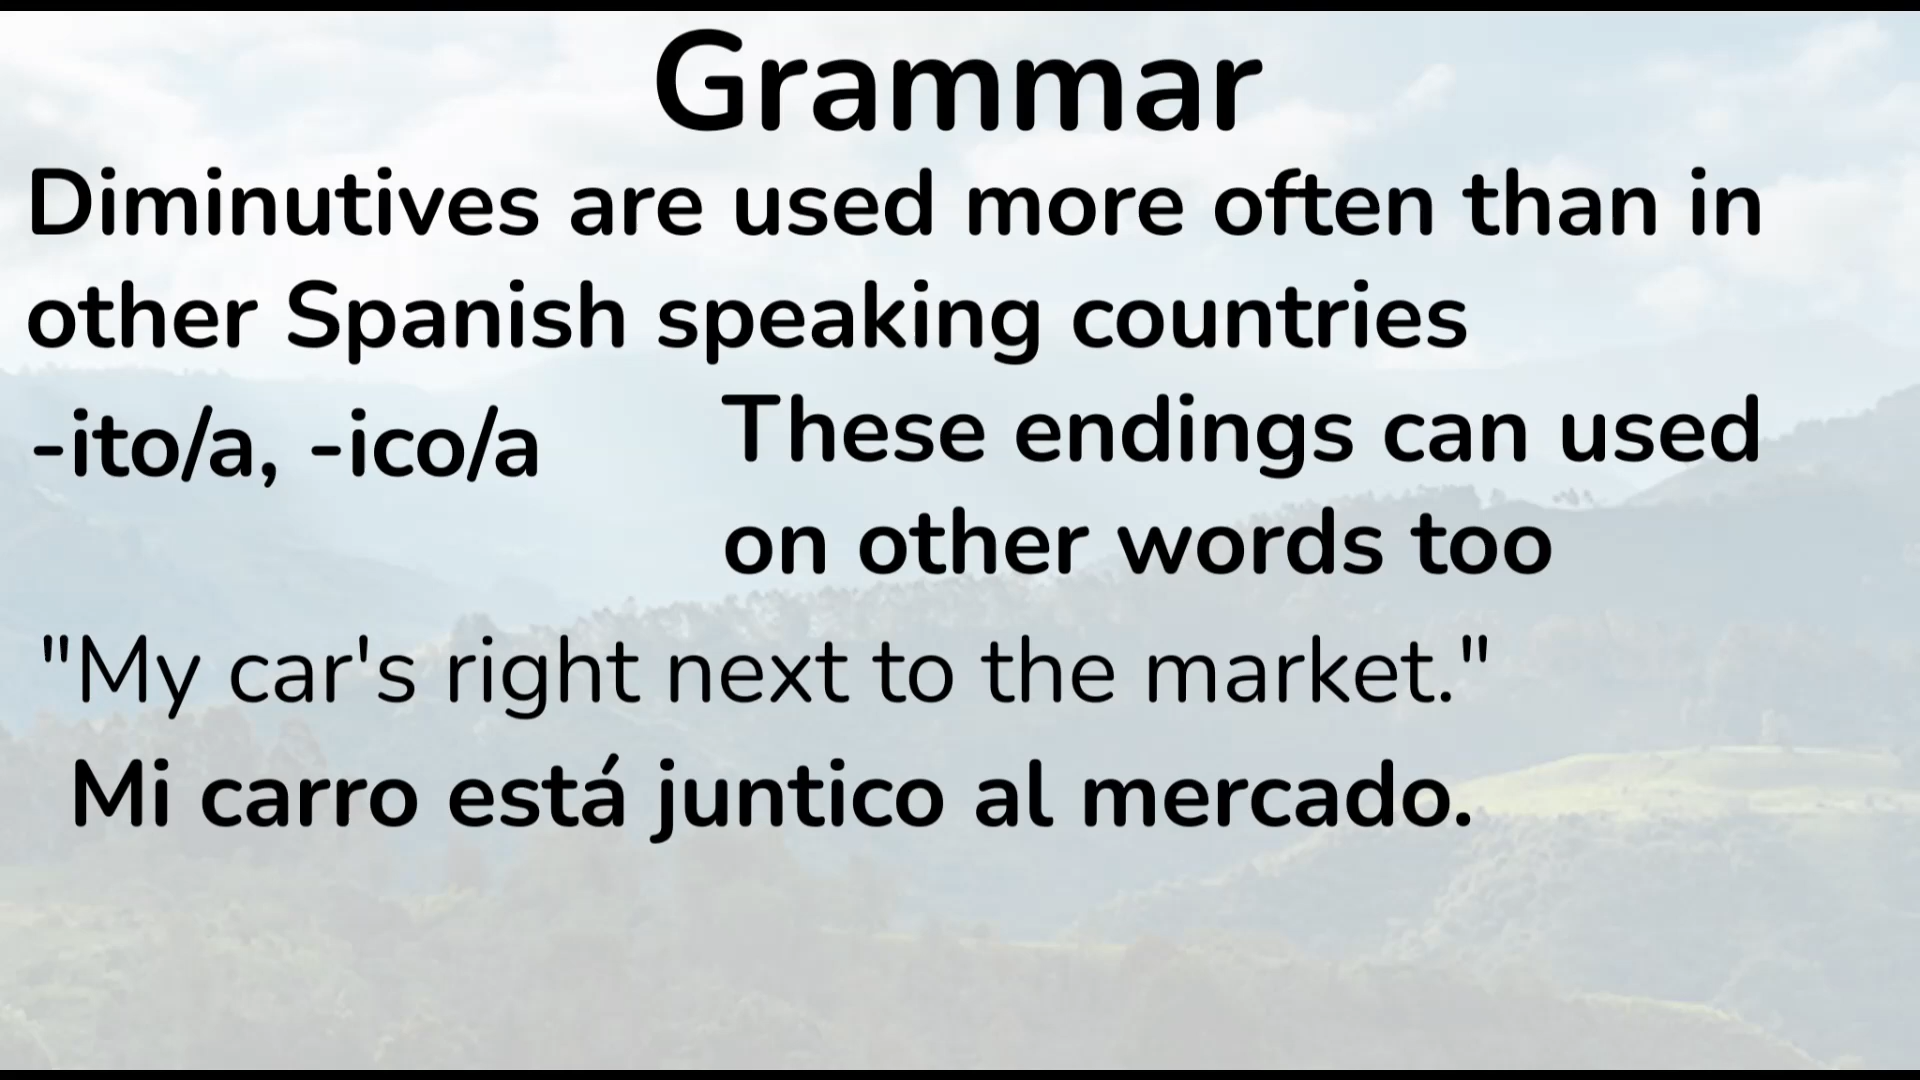 Grammar
Diminutives are used more often than in
other Spanish speaking countries
-ito/a, -ico/a
These endings can used
on other words too
"My car's right next to the market."
Mi carro está juntico al mercado.